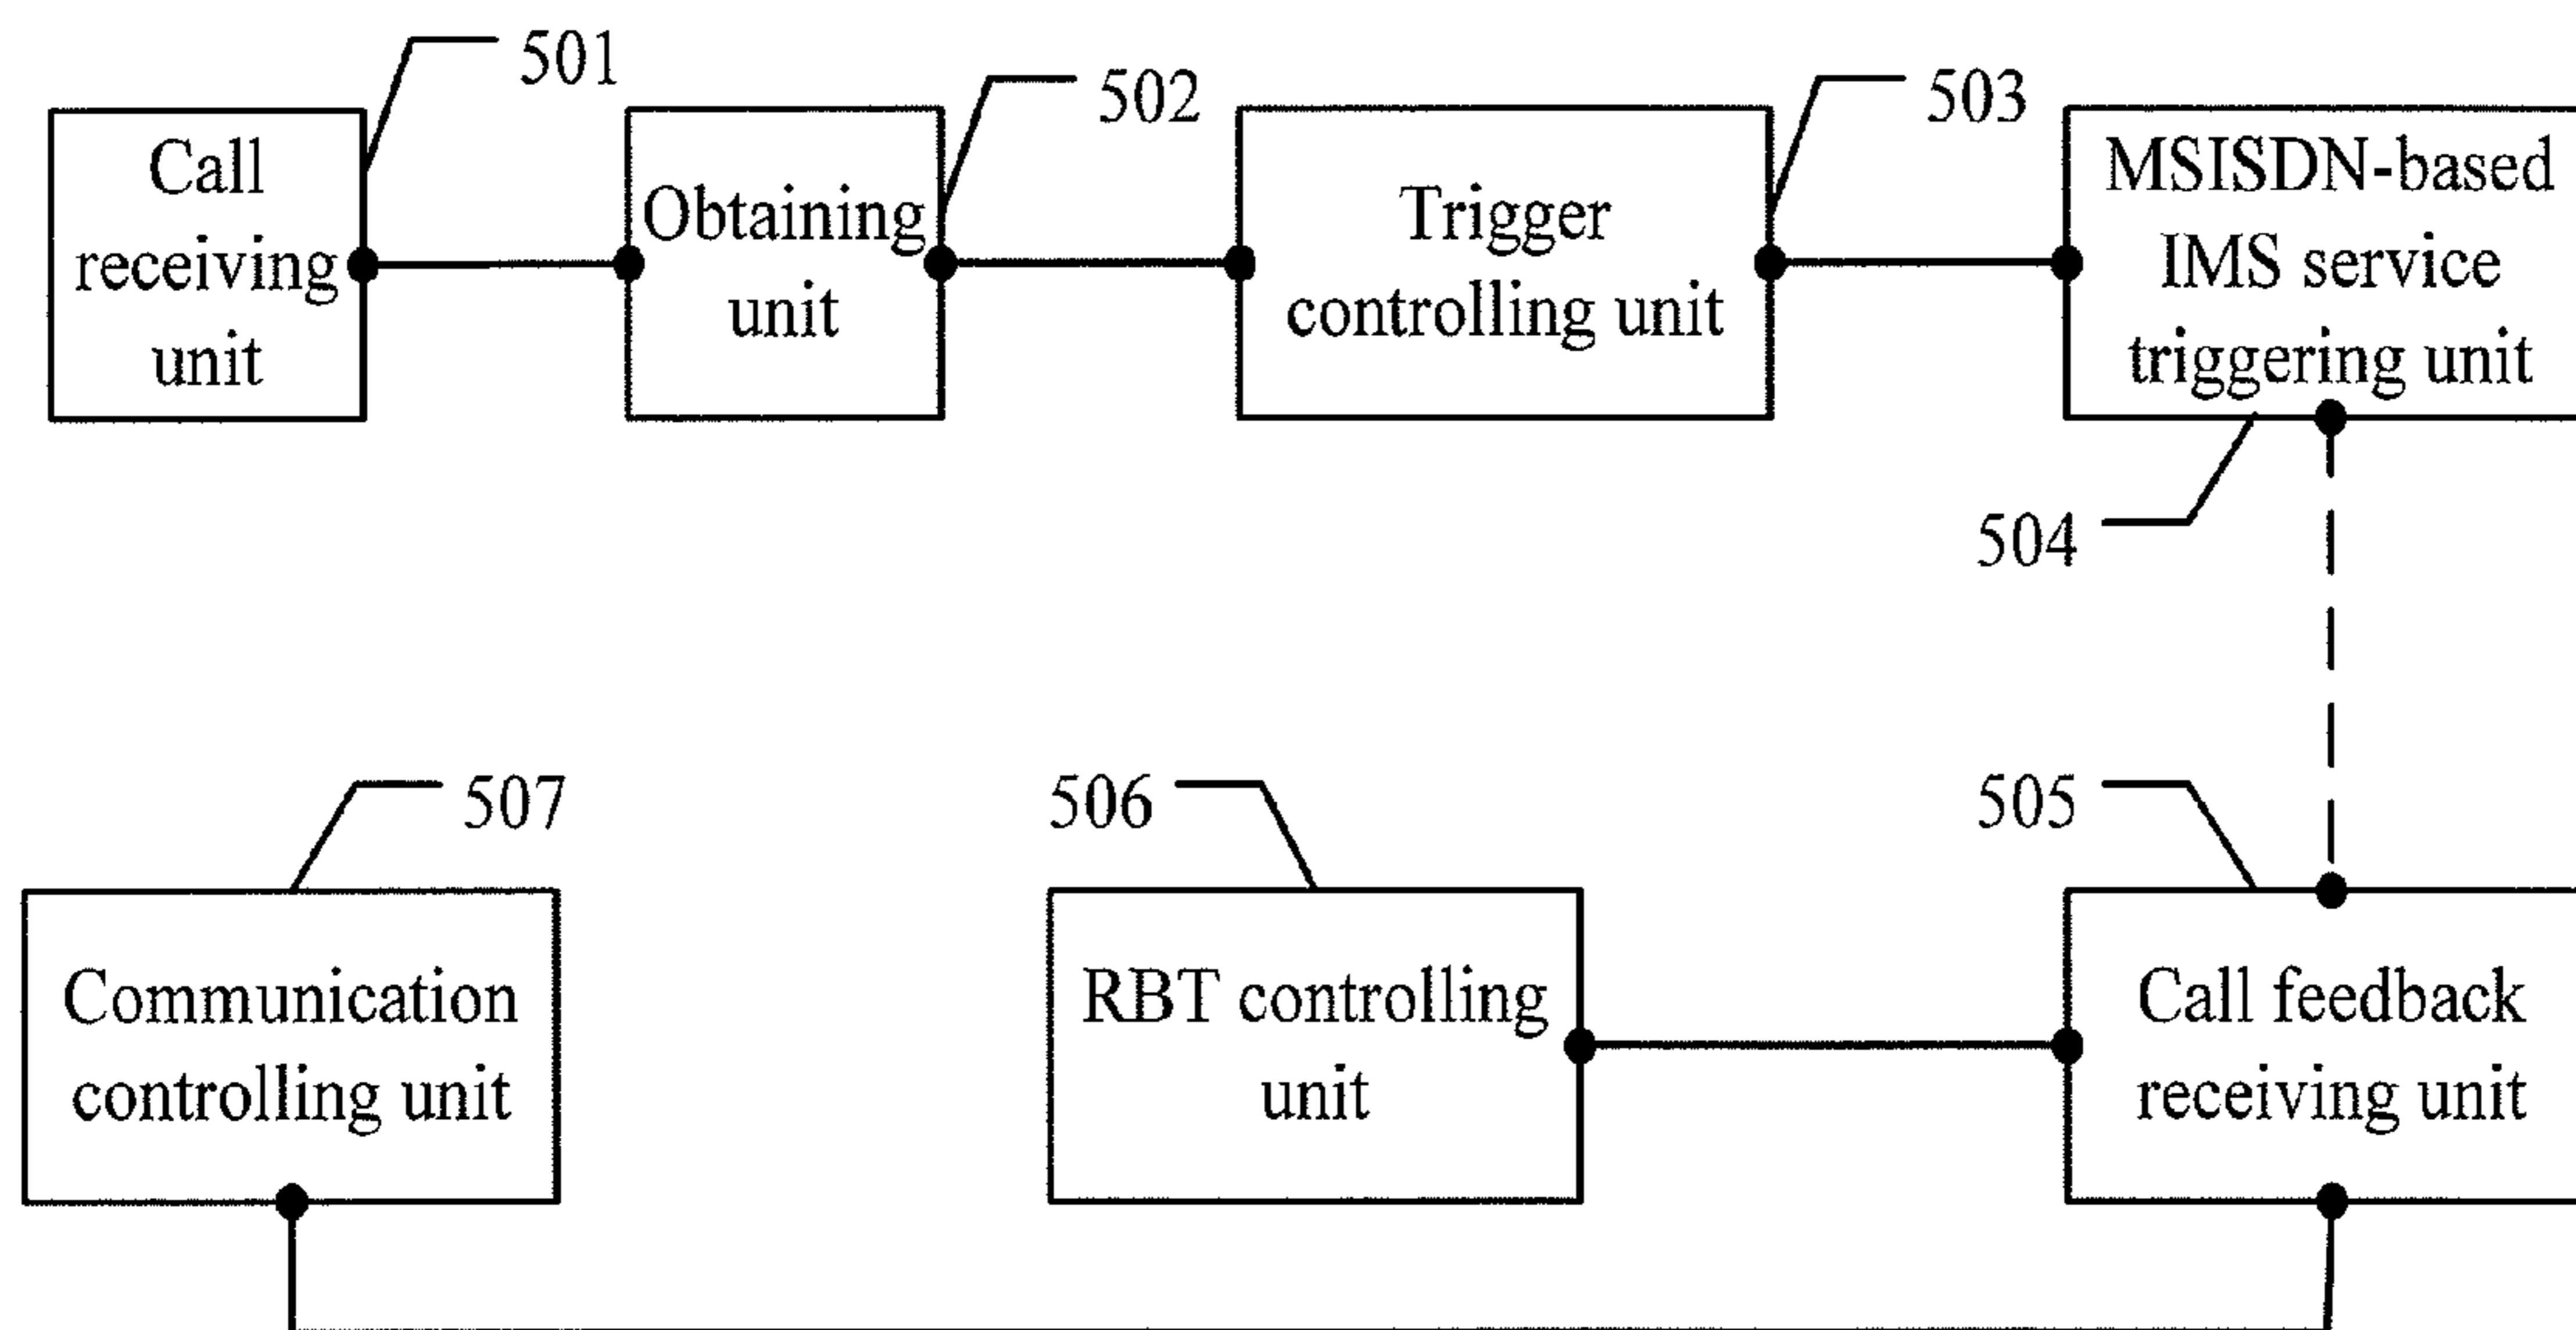 501
502
503
Call
receiving
unit
Obtaining
unit
Trigger
controlling unit
MSISDN-based
IMS service
triggering unit
504
507
506
505
Communication
controlling unit
RBT controlling
unit
Call feedback
receiving unit